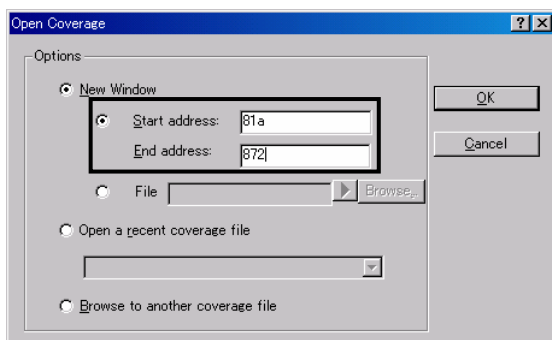 Open Coverage
Options
New Window
Start address: 81a
End address: 872
File Browse...
Open a recent coverage file
Browse to another coverage file
OK
Cancel